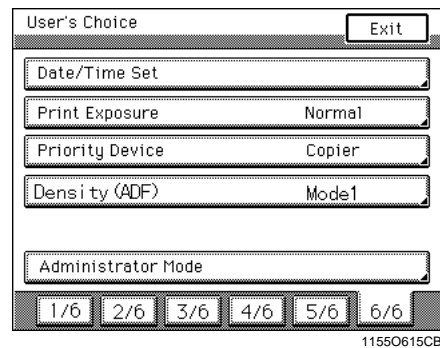 User's Choice Exit
Date/Time Set
Print Exposure Normal
Priority Device Copier
Density(ADF) Mode1
Administrator Mode
1/6 2/6 3/6 4/6 5/6 6/6
1155O615CB